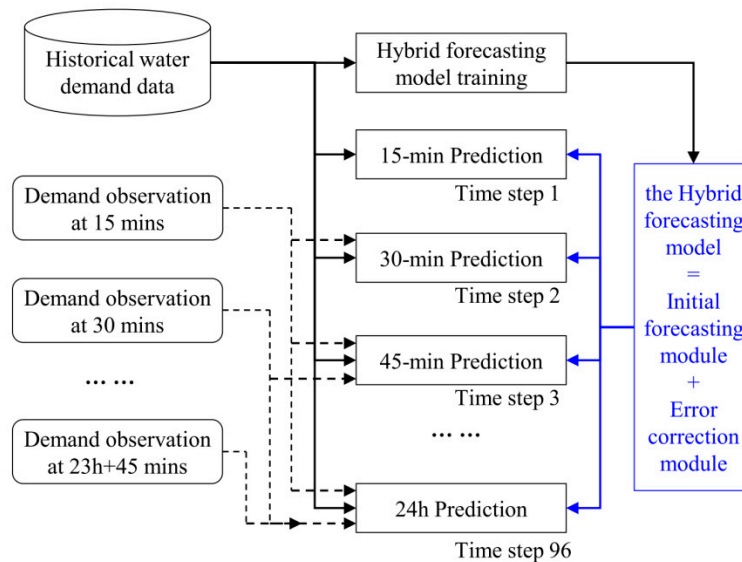 Historical water
demand data
Hybrid forecasting
model training
15-min Prediction
Time step 1
Demand observation
at 15 mins
30-min Prediction
Time step 2
Demand observation
at 30 mins
45-min Prediction
Time step 3
... ...
... ...
Demand observation
at 23h+45 mins
24h Prediction
Time step 96
the Hybrid
forecasting
model
=
Initial
forecasting
module
+
Error
correction
module